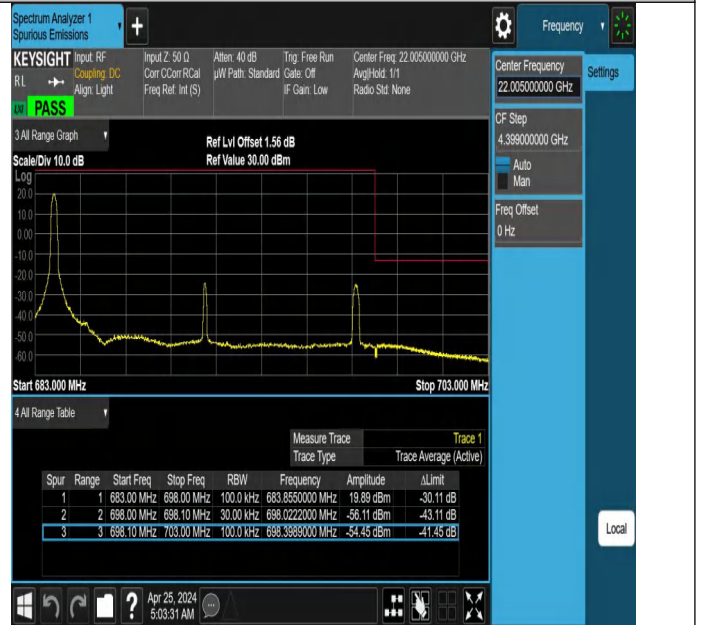 Spectrum Analyzer 1
Spurious Emissions
Frequency
KEYSIGHT Input: RF Input Z: 50 Ω Atten: 40 dB Trig: Free Run Center Freq: 22.005000000 GHz
RL Coupling: DC Corr CCorr RCal µW Path: Standard Gate: Off Avg|Hold: 1/1
Align: Light Freq Ref: Int (S) IF Gain: Low Radio Std: None
LXI PASS
3 All Range Graph
Ref Lvl Offset 1.56 dB
Scale/Div 10.0 dB Ref Value 30.00 dBm
Log
20.0
10.0
0.00
-10.0
-20.0
-30.0
-40.0
-50.0
-60.0
Start 683.000 MHz Stop 703.000 MHz
4 All Range Table
Measure Trace Trace 1
Trace Type Trace Average (Active)
Spur Range Start Freq Stop Freq RBW Frequency Amplitude ΔLimit
1 1 683.00 MHz 698.00 MHz 100.0 kHz 683.8550000 MHz 19.89 dBm -30.11 dB
2 2 698.00 MHz 698.10 MHz 30.00 kHz 698.0222000 MHz -56.11 dBm -43.11 dB
3 3 698.10 MHz 703.00 MHz 100.0 kHz 698.3989000 MHz -54.45 dBm -41.45 dB
Apr 25, 2024
5:03:31 AM
Center Frequency
22.005000000 GHz
Settings
CF Step
4.399000000 GHz
Auto
Man
Freq Offset
0 Hz
Local